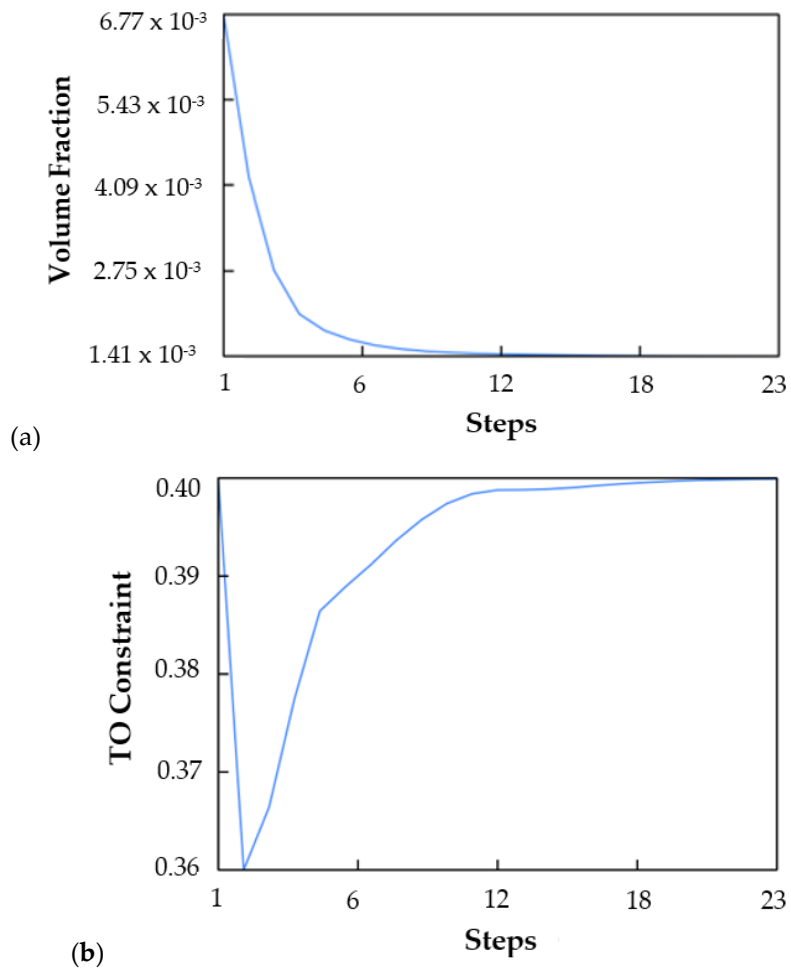 6.77 x 10-3
5.43 x 10-3
4.09 x 10-3
2.75 x 10-3
1.41 x 10-3
Volume Fraction
1 6 12 18 23
Steps
(a)
0.40
0.39
0.38
0.37
0.36
TO Constraint
1 6 12 18 23
Steps
(b)